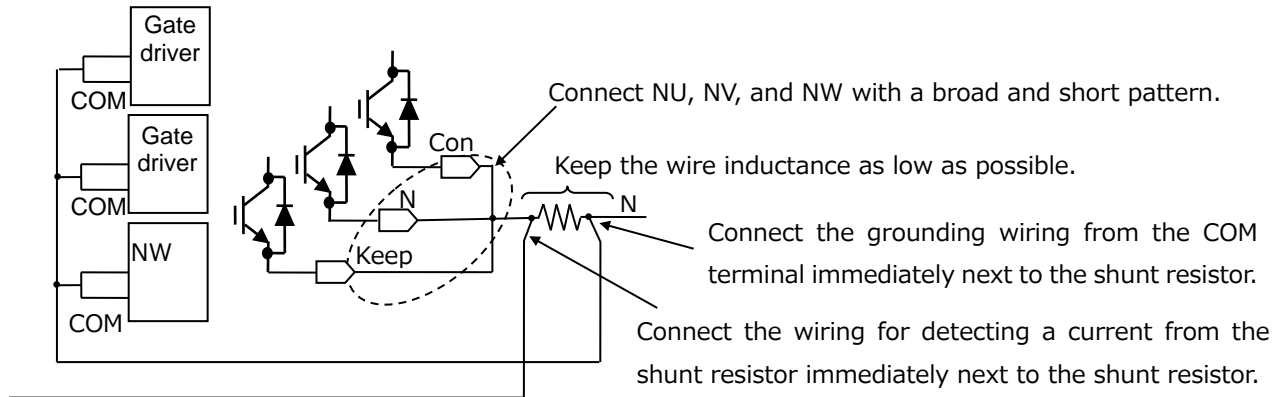 Gate
driver
COM
Gate
driver
COM
NW
COM
Con
N
Keep
Connect NU, NV, and NW with a broad and short pattern.
Keep the wire inductance as low as possible.
N
Connect the grounding wiring from the COM
terminal immediately next to the shunt resistor.
Connect the wiring for detecting a current from the
shunt resistor immediately next to the shunt resistor.